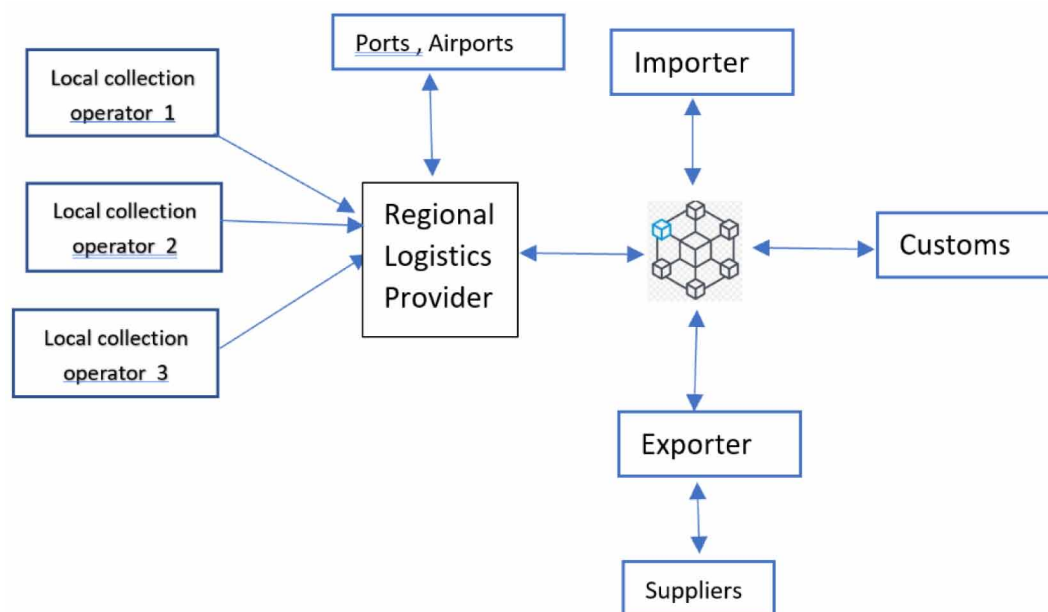 Ports , Airports
Importer
Local collection
operator 1
Local collection
operator 2
Regional
Logistics
Provider
Customs
Local collection
operator 3
Exporter
Suppliers